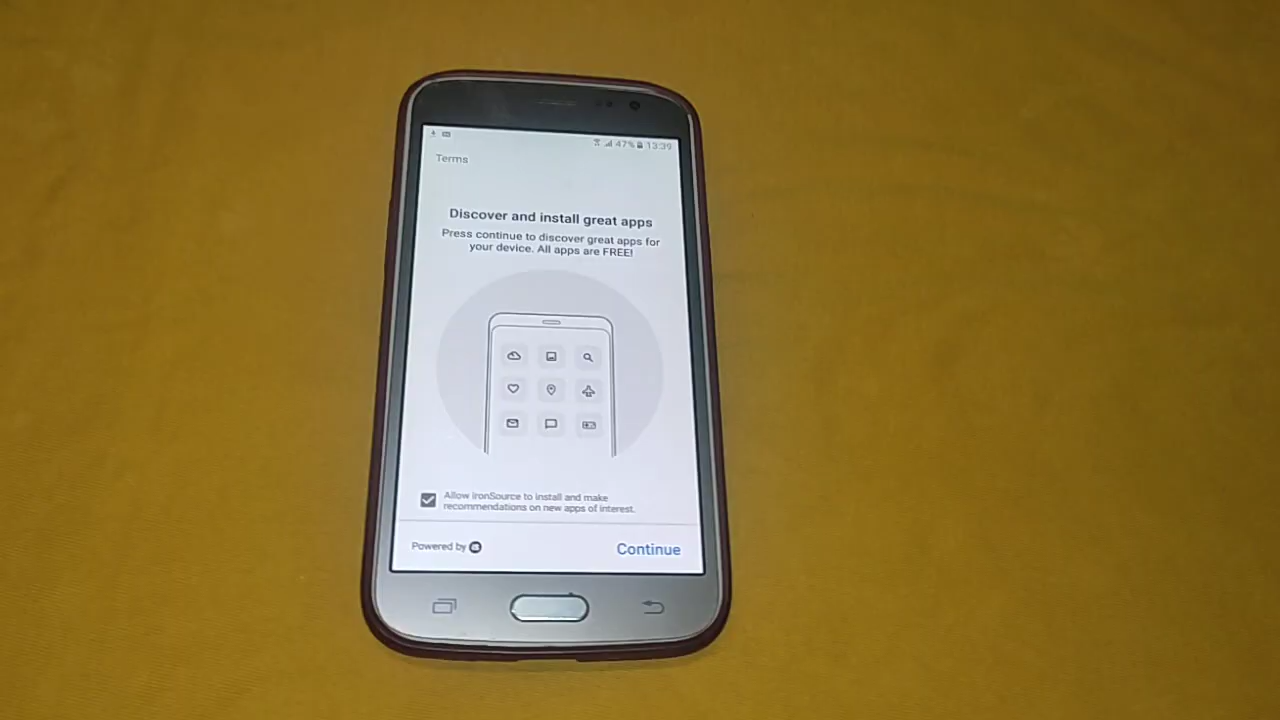 47% 13:39
Terms
Discover and install great apps
Press continue to discover great apps for
your device. All apps are FREE!
Allow ironSource to install and make
recommendations on new apps of interest.
Powered by
Continue